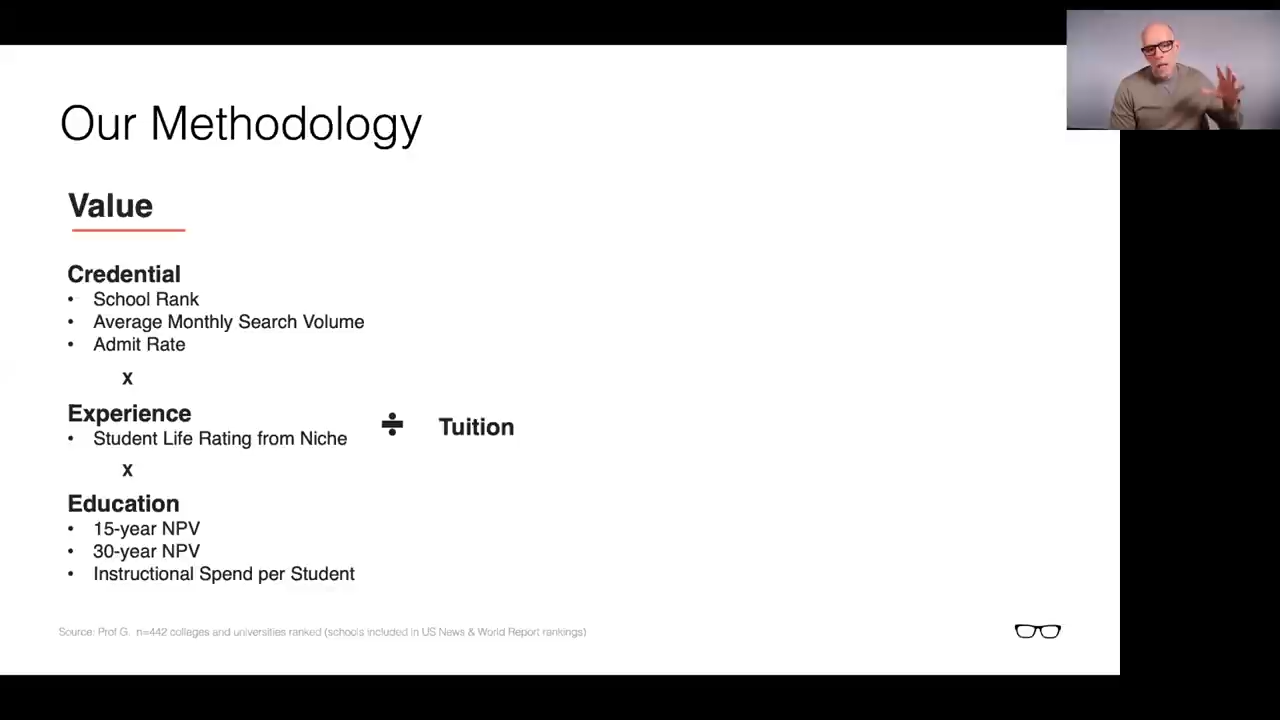 Our Methodology
Value
Credential
• School Rank
• Average Monthly Search Volume
• Admit Rate
x
Experience
• Student Life Rating from Niche
x
Education
• 15-year NPV
• 30-year NPV
• Instructional Spend per Student
÷ Tuition
Source: Prof G. n=442 collages and universities ranked (schools included in US News & World Report rankings)